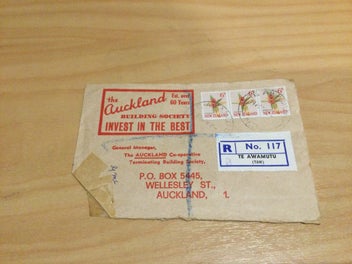 the
Auckland
Est. over
60 Years
BUILDING SOCIETY
INVEST IN THE BEST
NEW ZEALAND
NEW ZEALAND
NEW ZEALAND
General Manager,
The AUCKLAND Co-operative
Terminating Building Society,
P.O. BOX 5445,
WELLESLEY ST.,
AUCKLAND, 1.
R No. 117
TE AWAMUTU